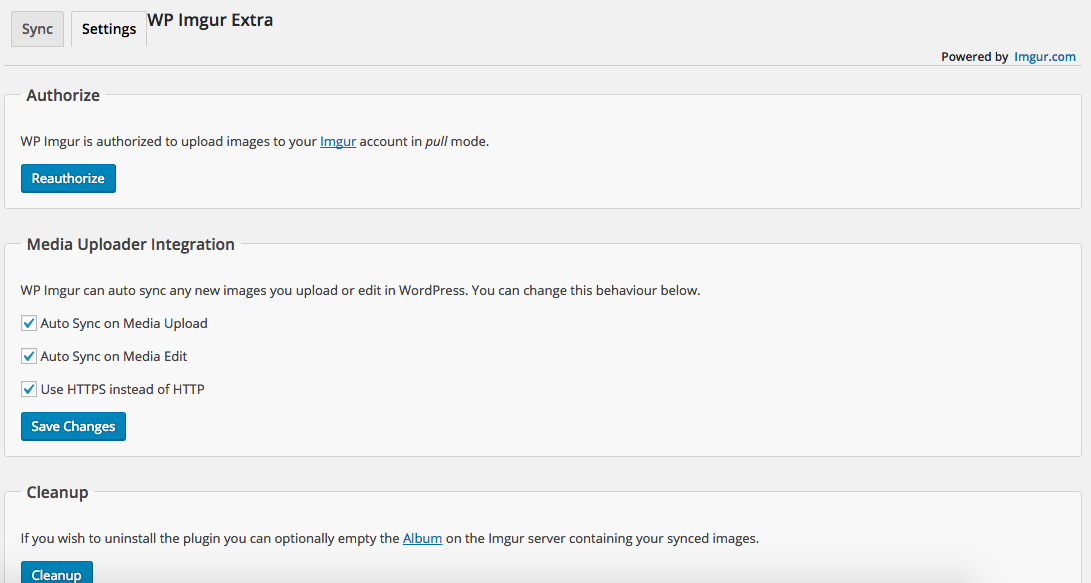 Sync Settings WP Imgur Extra
Powered by Imgur.com
Authorize
WP Imgur is authorized to upload images to your Imgur account in pull mode.
Reauthorize
Media Uploader Integration
WP Imgur can auto sync any new images you upload or edit in WordPress. You can change this behaviour below.
Auto Sync on Media Upload
Auto Sync on Media Edit
Use HTTPS instead of HTTP
Save Changes
Cleanup
If you wish to uninstall the plugin you can optionally empty the Album on the Imgur server containing your synced images.
Cleanup